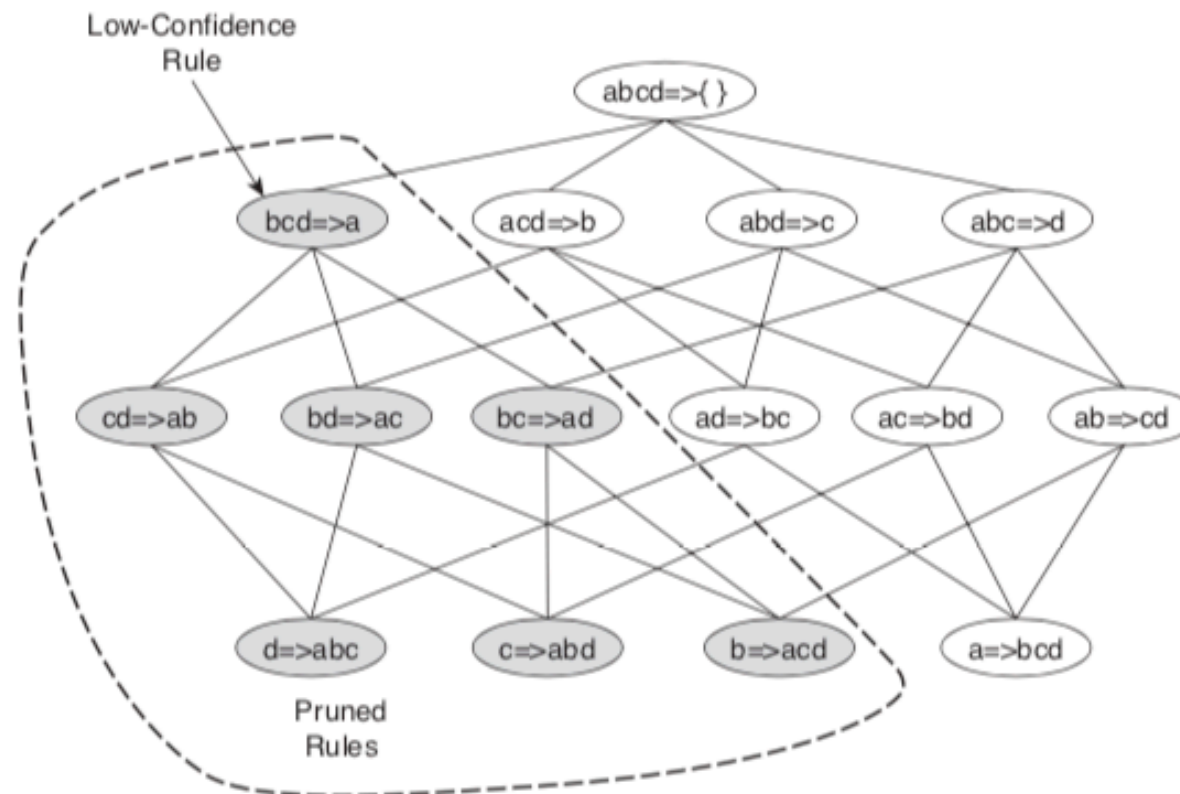 Low-Confidence
Rule
abcd=>{ }
bcd=>a
acd=>b
abd=>c
abc=>d
cd=>ab
bd=>ac
bc=>ad
ad=>bc
ac=>bd
ab=>cd
d=>abc
c=>abd
b=>acd
a=>bcd
Pruned
Rules